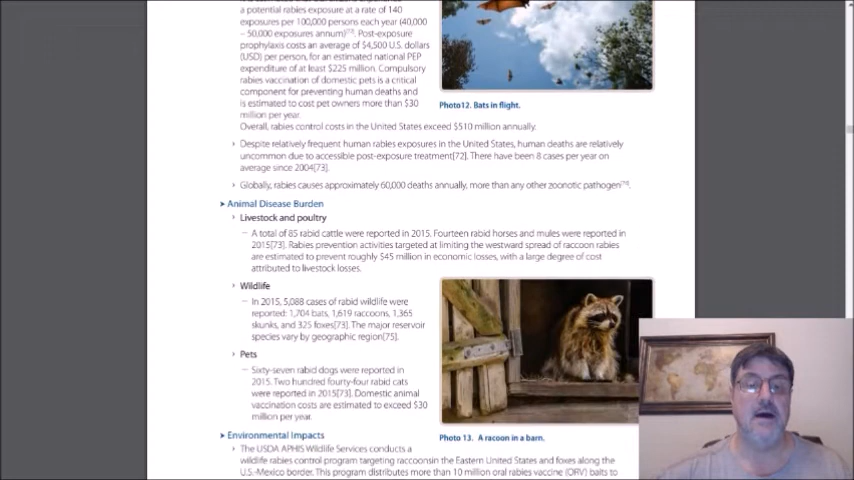 a potential rabies exposure at a rate of 140
exposures per 100,000 persons each year (40,000
– 50,000 exposures annum)[72]. Post-exposure
prophylaxis costs an average of $4,500 U.S. dollars
(USD) per person, for an estimated national PEP
expenditure of at least $225 million. Compulsory
rabies vaccination of domestic pets is a critical
component for preventing human deaths and
is estimated to cost pet owners more than $30
million per year.
Photo12. Bats in flight.
Overall, rabies control costs in the United States exceed $510 million annually.
› Despite relatively frequent human rabies exposures in the United States, human deaths are relatively
uncommon due to accessible post-exposure treatment[72]. There have been 8 cases per year on
average since 2004[73].
› Globally, rabies causes approximately 60,000 deaths annually, more than any other zoonotic pathogen
➤ Animal Disease Burden
› Livestock and poultry
– A total of 85 rabid cattle were reported in 2015. Fourteen rabid horses and mules were reported in
2015[73]. Rabies prevention activities targeted at limiting the westward spread of raccoon rabies
are estimated to prevent roughly $45 million in economic losses, with a large degree of cost
attributed to livestock losses.
› Wildlife
– In 2015, 5,088 cases of rabid wildlife were
reported: 1,704 bats, 1,619 raccoons, 1,365
skunks, and 325 foxes[73]. The major reservoir
species vary by geographic region[75].
› Pets
– Sixty-seven rabid dogs were reported in
2015. Two hundred fourty-four rabid cats
were reported in 2015[73]. Domestic animal
vaccination costs are estimated to exceed $30
million per year.
Photo 13. A racoon in a barn.
➤ Environmental Impacts
› The USDA APHIS Wildlife Services conducts a
wildlife rabies control program targeting raccoonsin the Eastern United States and foxes along the
U.S.-Mexico border. This program distributes more than 10 million oral rabies vaccine (ORV) baits to